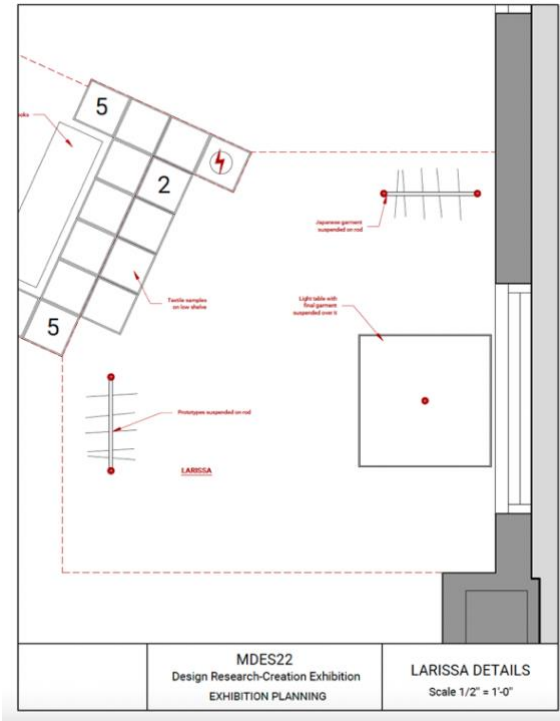 5
2
Japanese garment
suspended on rod
Textile samples
on low shelve
Light table with
final garment
suspended over it
5
Prototypes suspended on rod
LARISSA
MDES22
Design Research-Creation Exhibition
EXHIBITION PLANNING
LARISSA DETAILS
Scale 1/2" = 1'-0"